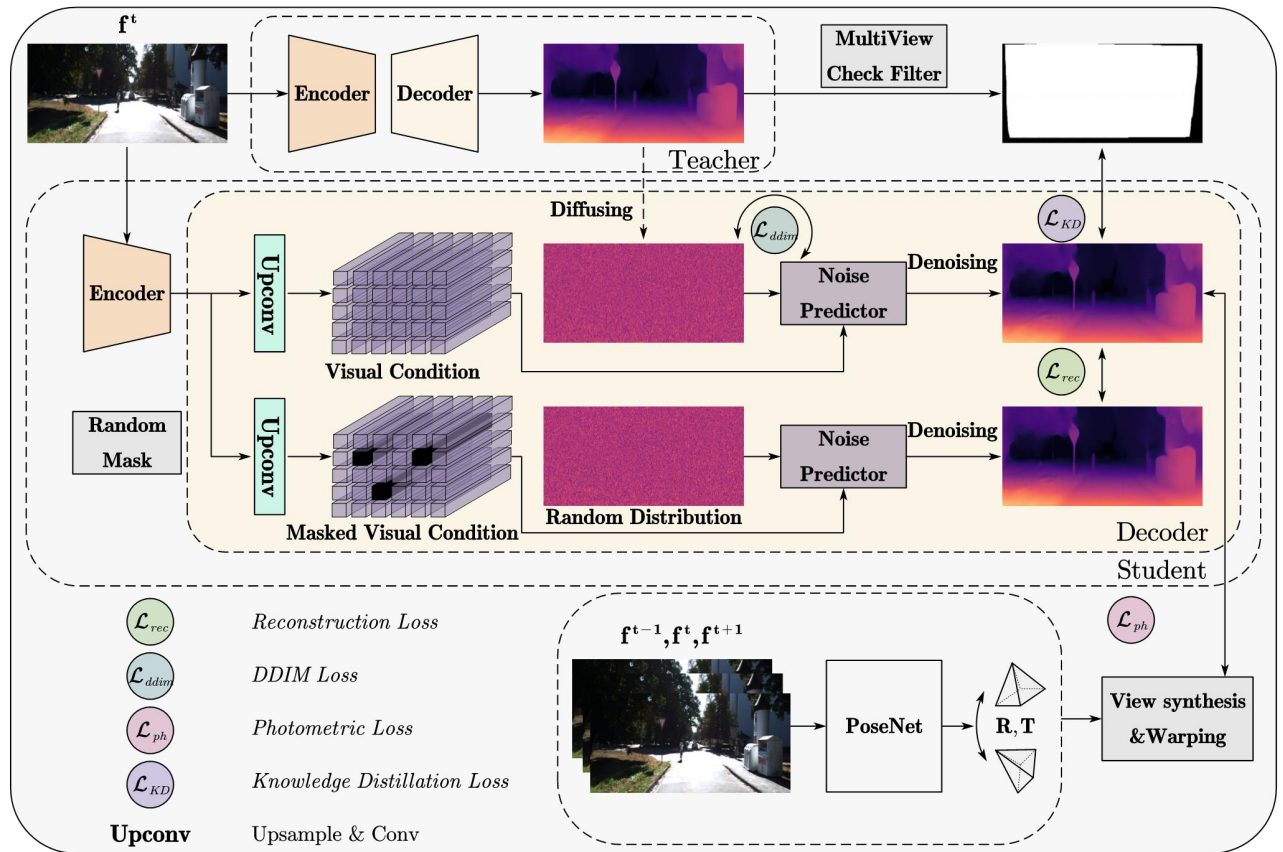 f^t
Encoder
Decoder
Teacher
MultiView
Check Filter
Diffusing
𝓛_ddim
𝓛_KD
Encoder
Upconv
Visual Condition
Noise
Predictor
Denoising
𝓛_rec
Random
Mask
Upconv
Masked Visual Condition
Random Distribution
Noise
Predictor
Denoising
Decoder
Student
𝓛_rec Reconstruction Loss
𝓛_ddim DDIM Loss
𝓛_ph Photometric Loss
𝓛_KD Knowledge Distillation Loss
Upconv Upsample & Conv
f^{t-1}, f^t, f^{t+1}
PoseNet
R, T
𝓛_ph
View synthesis
&Warping